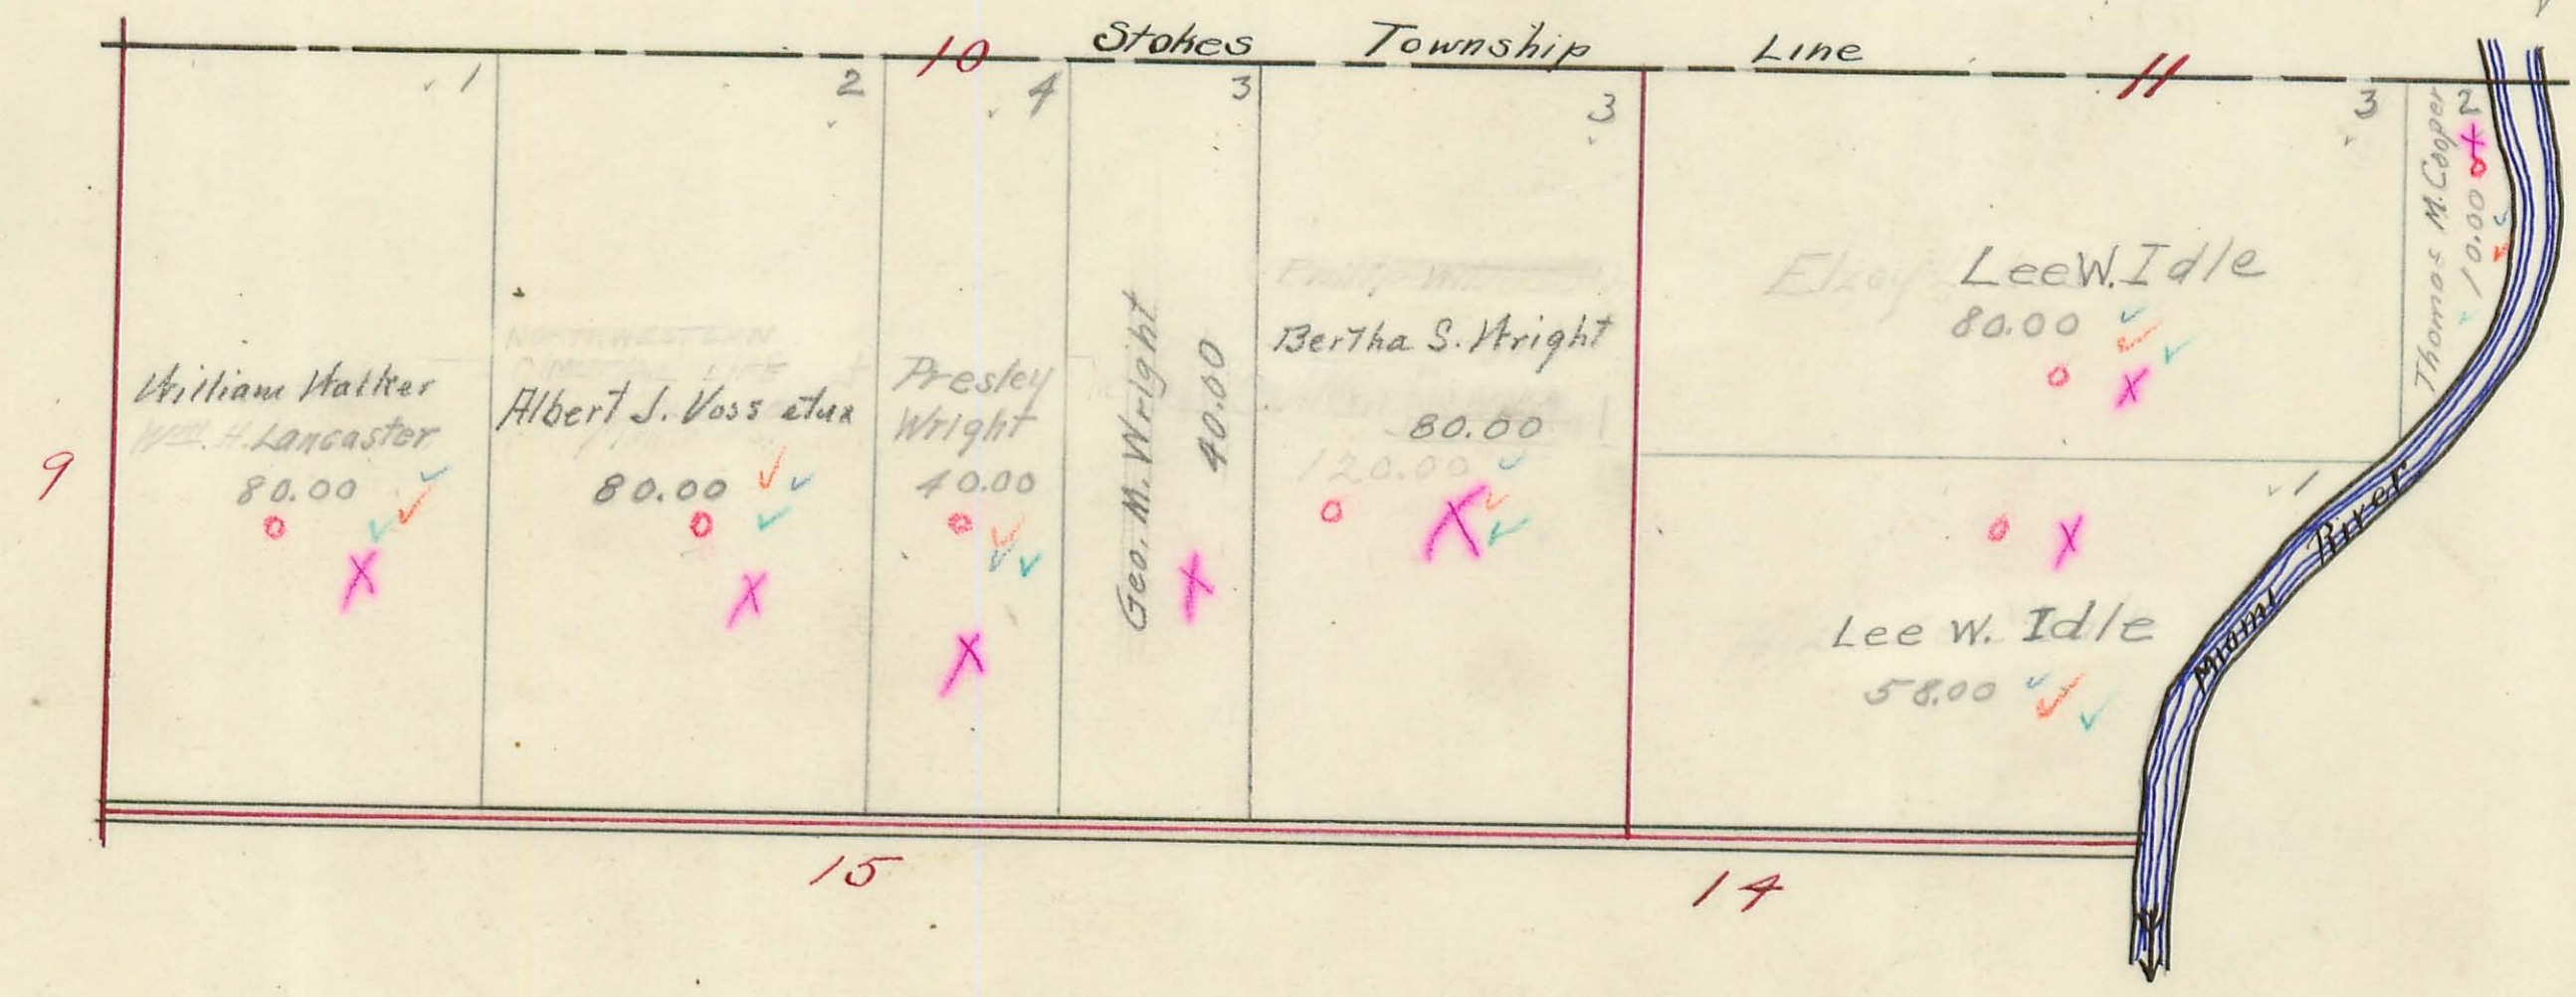 Stokes Township Line
10
11
1
2
4
3
3
3
2
William Walker
Wm. H. Lancaster
80.00
NORTHWESTERN
LIFE
Albert J. Voss etux
80.00
Presley
Wright
40.00
Geo. M. Wright
40.00
Bertha S. Wright
80.00
120.00
Elzey
Lee W. Idle
80.00
Thomas M. Cooper
10.00
1
Lee W. Idle
58.00
Miami River
9
15
14